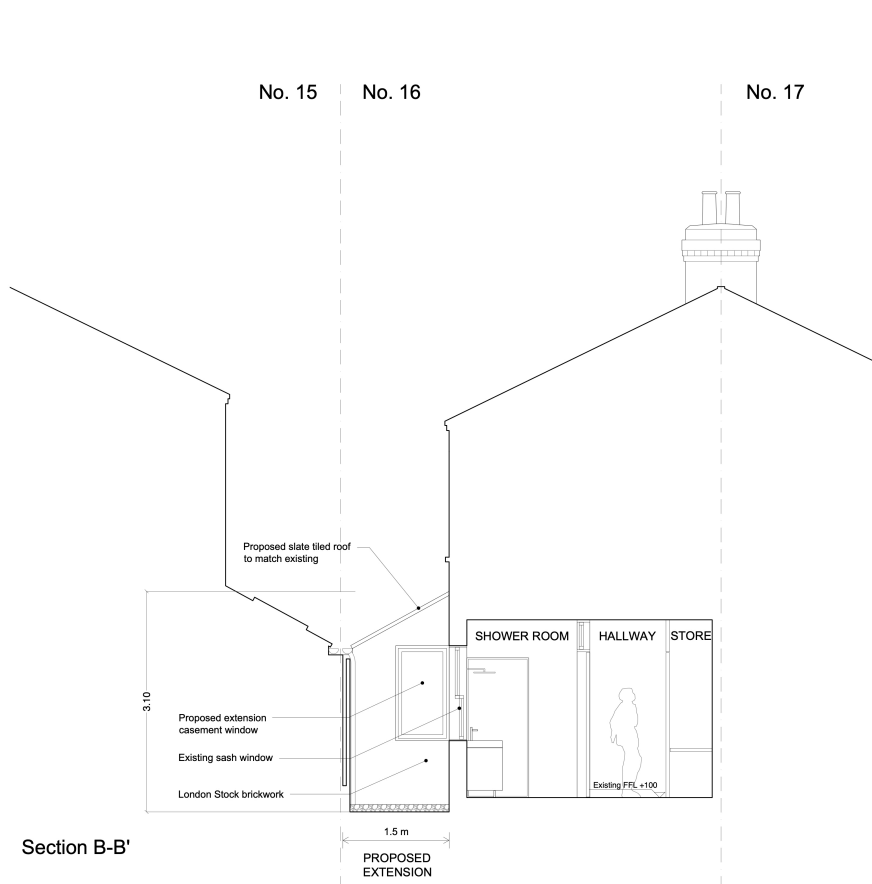 No. 15
No. 16
No. 17
Proposed slate tiled roof
to match existing
SHOWER ROOM
HALLWAY
STORE
3.10
Proposed extension
casement window
Existing sash window
Existing FFL +100
London Stock brickwork
1.5 m
Section B-B'
PROPOSED
EXTENSION